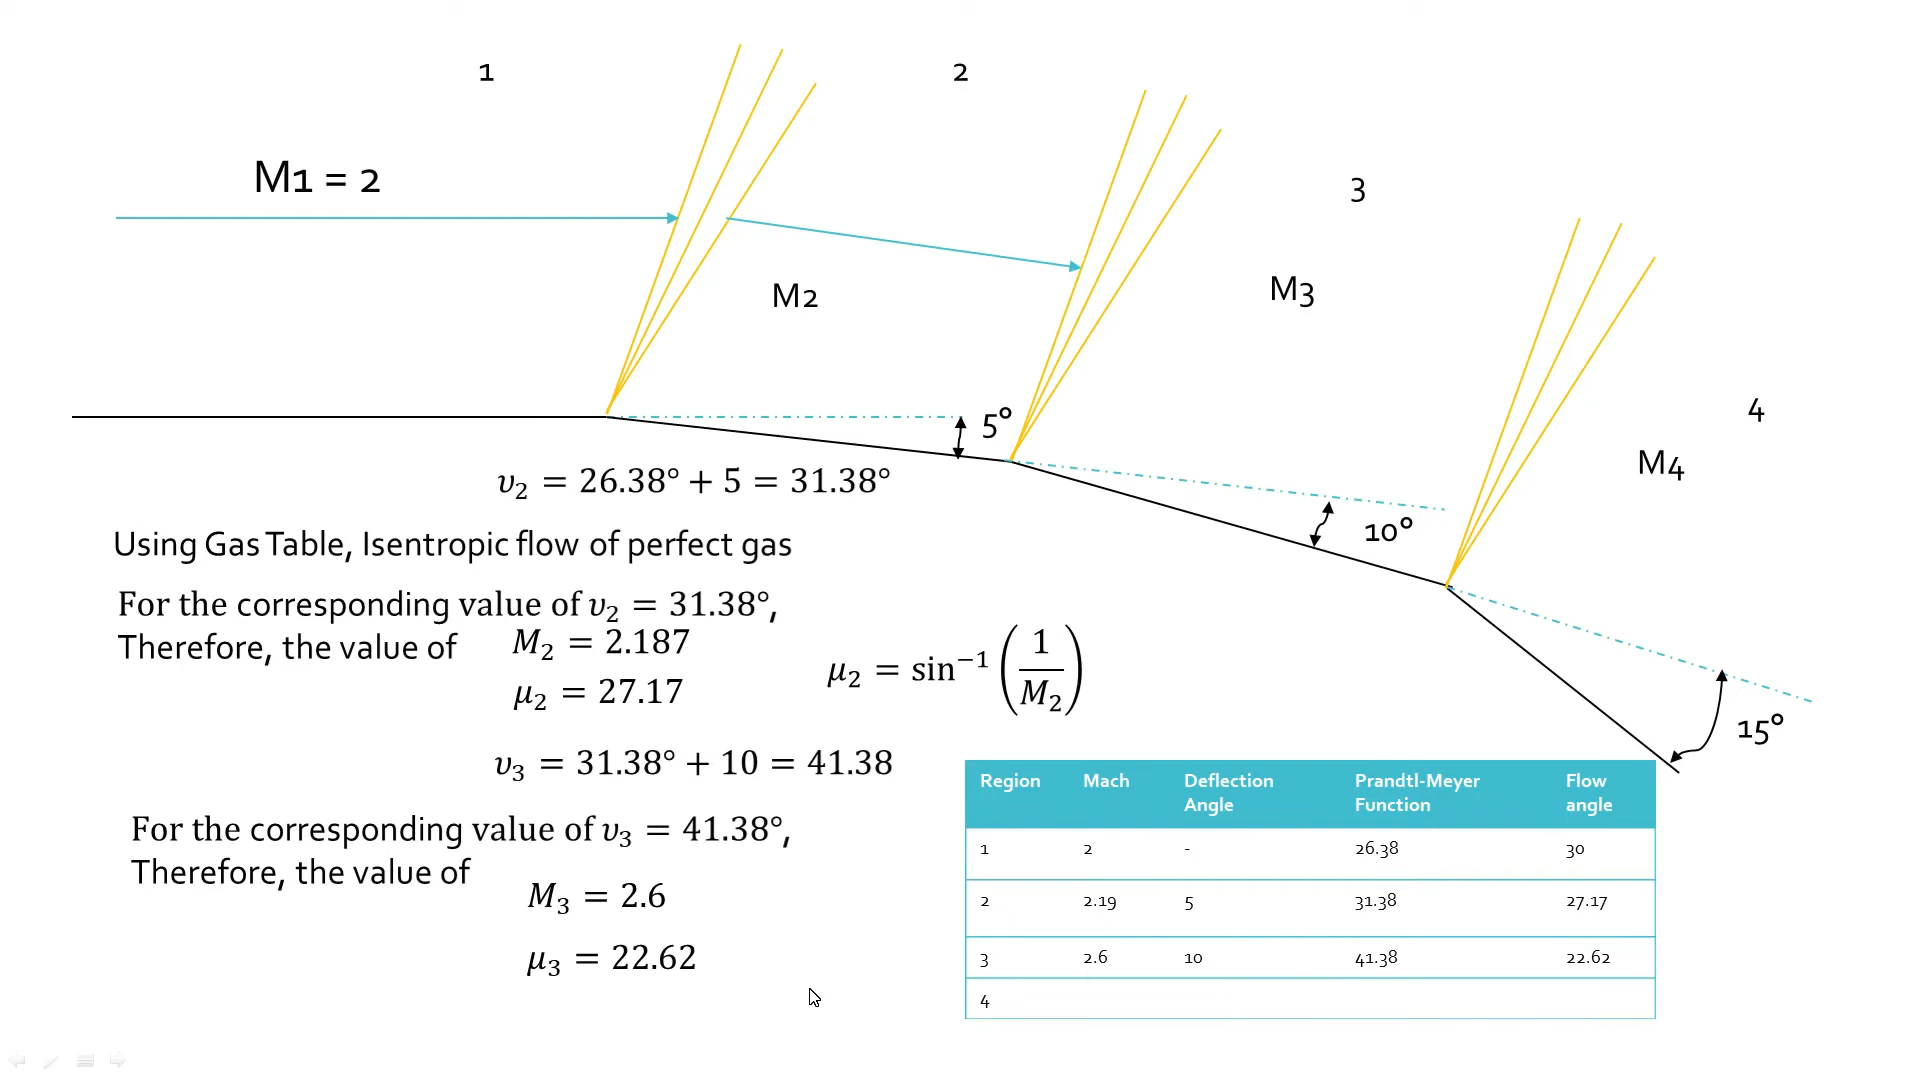 1
2
M1 = 2
3
M2
M3
4
5°
M4
υ₂ = 26.38° + 5 = 31.38°
10°
Using Gas Table, Isentropic flow of perfect gas
For the corresponding value of υ₂ = 31.38°,
Therefore, the value of M₂ = 2.187
μ₂ = 27.17
μ₂ = sin⁻¹ (1/M₂)
15°
υ₃ = 31.38° + 10 = 41.38
For the corresponding value of υ₃ = 41.38°,
Therefore, the value of
M₃ = 2.6
μ₃ = 22.62
Region Mach Deflection Angle Prandtl-Meyer Function Flow angle
1 2 - 26.38 30
2 2.19 5 31.38 27.17
3 2.6 10 41.38 22.62
4